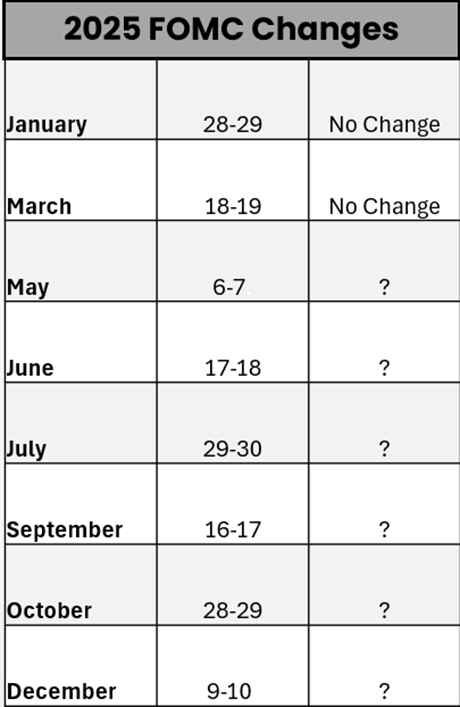 2025 FOMC Changes
January 28-29 No Change
March 18-19 No Change
May 6-7 ?
June 17-18 ?
July 29-30 ?
September 16-17 ?
October 28-29 ?
December 9-10 ?